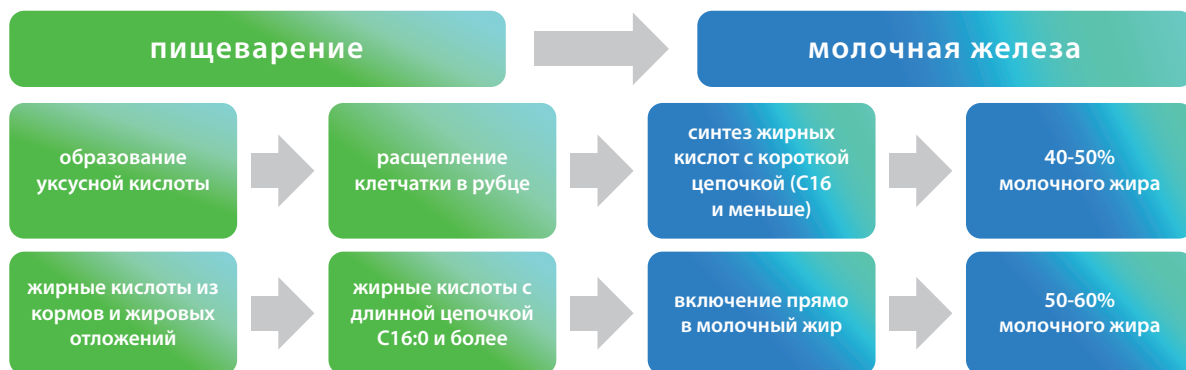 пищеварение
молочная железа
образование
уксусной кислоты
расщепление
клетчатки в рубце
синтез жирных
кислот с короткой
цепочкой (С16
и меньше)
40-50%
молочного жира
жирные кислоты из
кормов и жировых
отложений
жирные кислоты с
длинной цепочкой
С16:0 и более
включение прямо
в молочный жир
50-60%
молочного жира